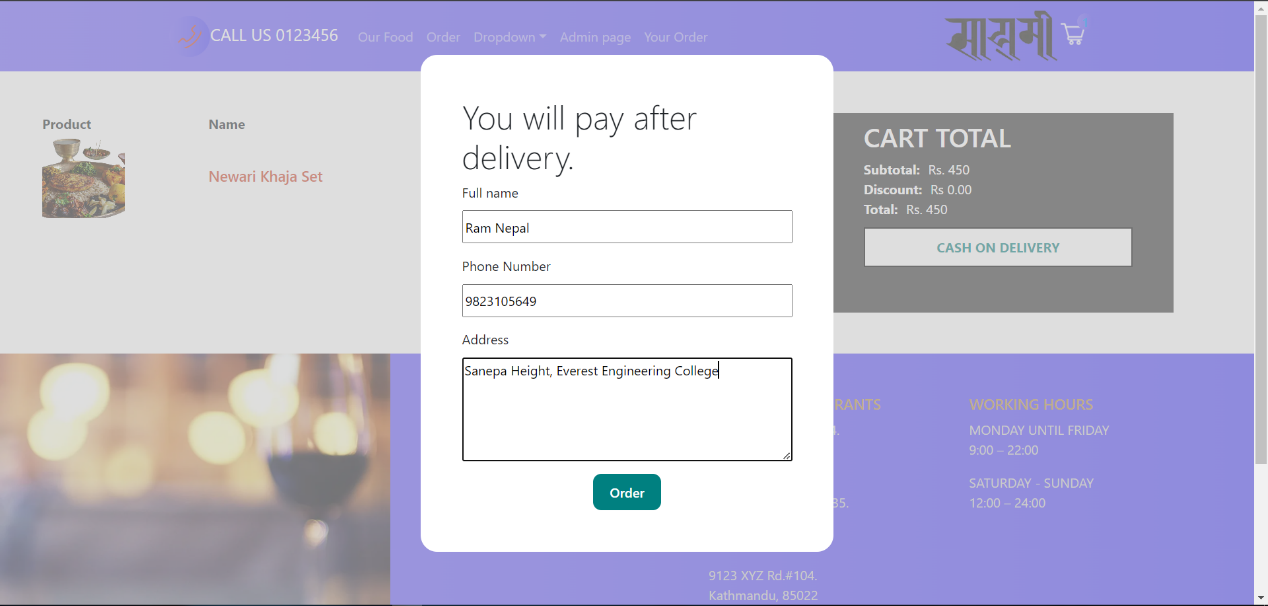 CALL US 0123456
Our Food
Order
Dropdown
Admin page
Your Order
You will pay after
delivery.
Full name
Ram Nepal
Phone Number
9823105649
Address
Sanepa Height, Everest Engineering College
Order
Product
Name
Newari Khaja Set
CART TOTAL
Subtotal: Rs. 450
Discount: Rs 0.00
Total: Rs. 450
CASH ON DELIVERY
RANTS
35.
9123 XYZ Rd.#104.
Kathmandu, 85022
WORKING HOURS
MONDAY UNTIL FRIDAY
9:00 – 22:00
SATURDAY - SUNDAY
12:00 – 24:00